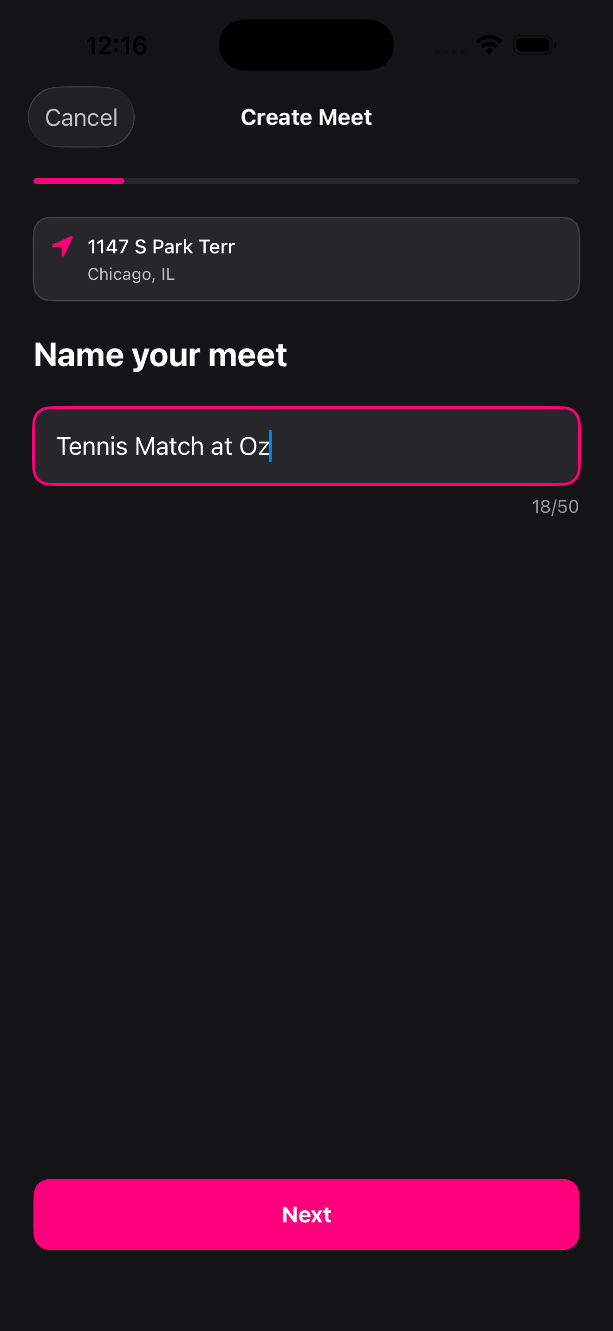 12:16
Cancel
Create Meet
1147 S Park Terr
Chicago, IL
Name your meet
Tennis Match at Oz
18/50
Next